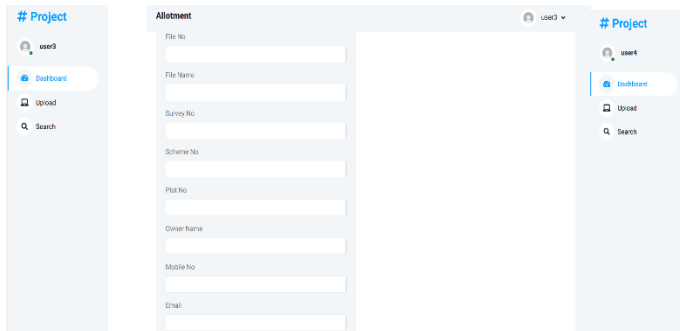 # Project
user3
Dashboard
Upload
Search
Allotment
user3
File No
File Name
Survey No
Scheme No
Plot No
Owner Name
Mobile No
Email
# Project
user4
Dashboard
Upload
Search